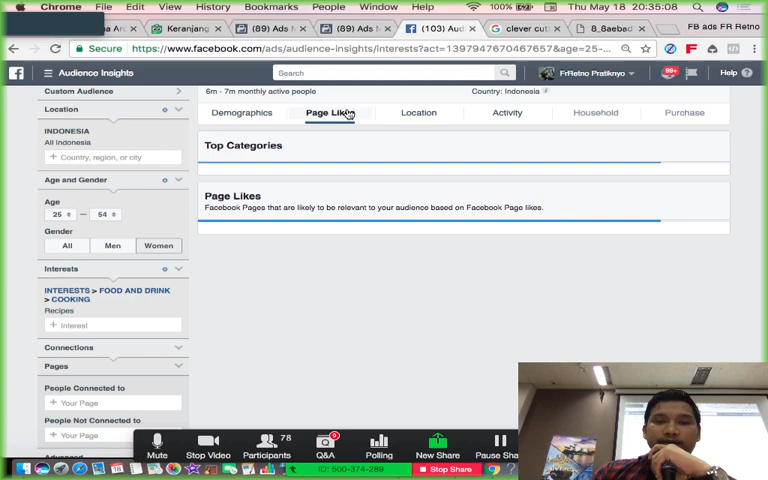 Chrome File Edit View History Bookmarks People Window Help 100% Thu May 18 20:35:08
Keranjang (89) Ads M (89) Ads M (103) Aud clever cut 8_8aebad FB ads FR Retno
Secure https://www.facebook.com/ads/audience-insights/interests?act=1397947670467657&age=25-...
Audience Insights Search FrRetno Pratiknyo 99+ Help
Custom Audience
6m - 7m monthly active people Country: Indonesia
Location
Demographics Page Likes Location Activity Household Purchase
INDONESIA
All Indonesia
+ Country, region, or city
Top Categories
Age and Gender
Age
25 — 54
Page Likes
Facebook Pages that are likely to be relevant to your audience based on Facebook Page likes.
Gender
All Men Women
Interests
INTERESTS > FOOD AND DRINK
> COOKING
Recipes
+ Interest
Connections
Pages
People Connected to
+ Your Page
People Not Connected to
+ Your Page
Advanced
78
Mute Stop Video Participants Q&A Polling New Share Pause Sha
ID: 500-374-289 Stop Share